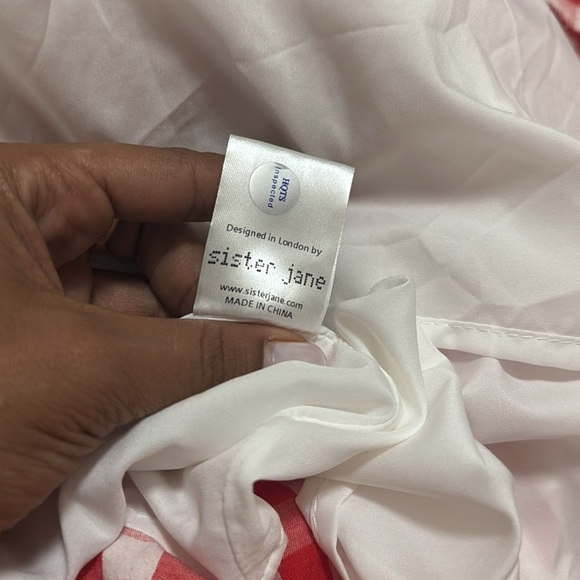 HQTS
inspected
Designed in London by
sister jane
www.sisterjane.com
MADE IN CHINA